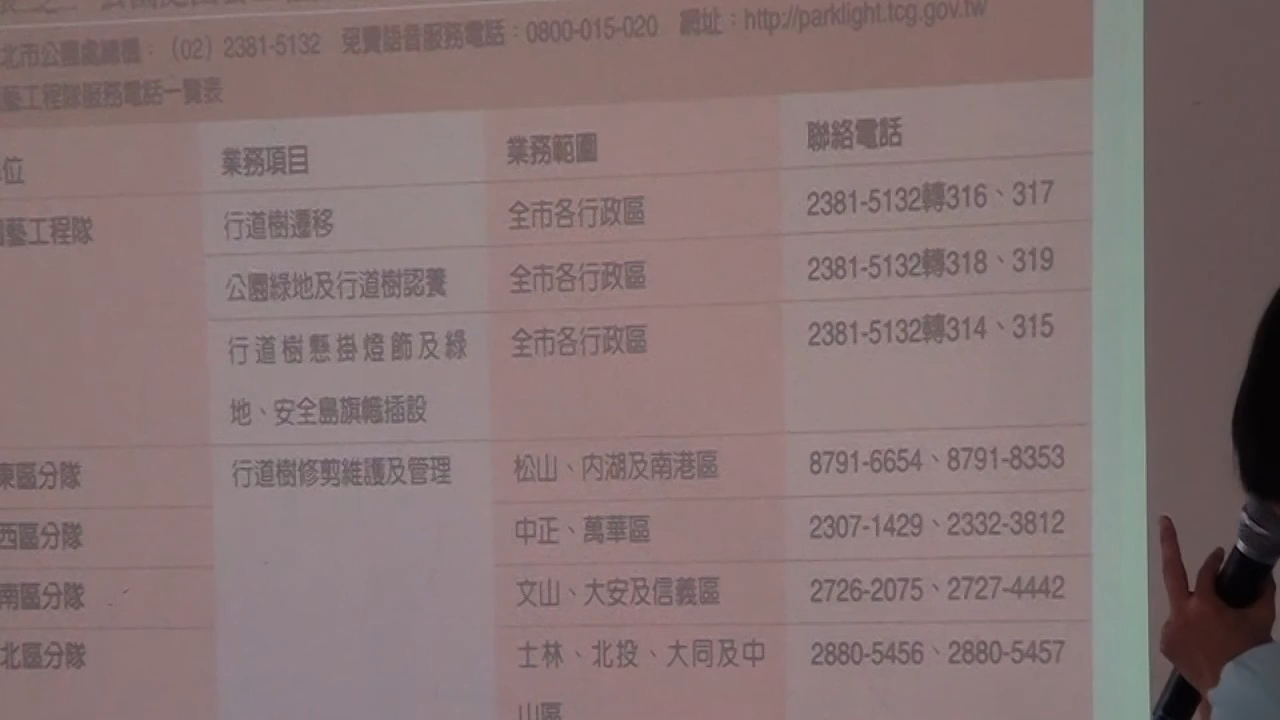 北市公園處總機：（02）2381-5132 免費語音服務電話：0800-015-020 網址：http://parklight.tcg.gov.tw
藝工程隊服務電話一覽表
位 業務項目 業務範圍 聯絡電話
藝工程隊 行道樹遷移 全市各行政區 2381-5132轉316、317
公園綠地及行道樹認養 全市各行政區 2381-5132轉318、319
行道樹懸掛燈飾及綠 全市各行政區 2381-5132轉314、315
地、安全島旗幟插設
東區分隊 行道樹修剪維護及管理 松山、內湖及南港區 8791-6654、8791-8353
西區分隊 中正、萬華區 2307-1429、2332-3812
南區分隊 文山、大安及信義區 2726-2075、2727-4442
北區分隊 士林、北投、大同及中 2880-5456、2880-5457
山區